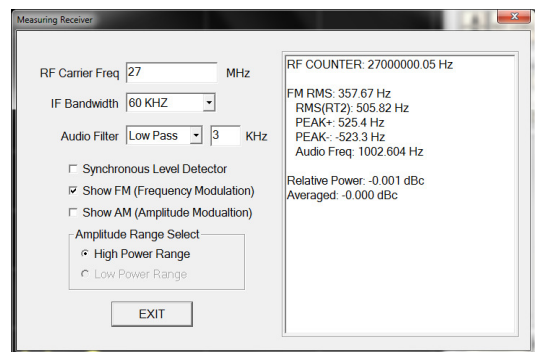 Measuring Receiver
RF Carrier Freq 27 MHz
IF Bandwidth 60 KHZ
Audio Filter Low Pass 3 KHz
Synchronous Level Detector
Show FM (Frequency Modulation)
Show AM (Amplitude Modualtion)
Amplitude Range Select
High Power Range
Low Power Range
EXIT
RF COUNTER: 27000000.05 Hz
FM RMS: 357.67 Hz
RMS(RT2): 505.82 Hz
PEAK+: 525.4 Hz
PEAK-: -523.3 Hz
Audio Freq: 1002.604 Hz
Relative Power: -0.001 dBc
Averaged: -0.000 dBc